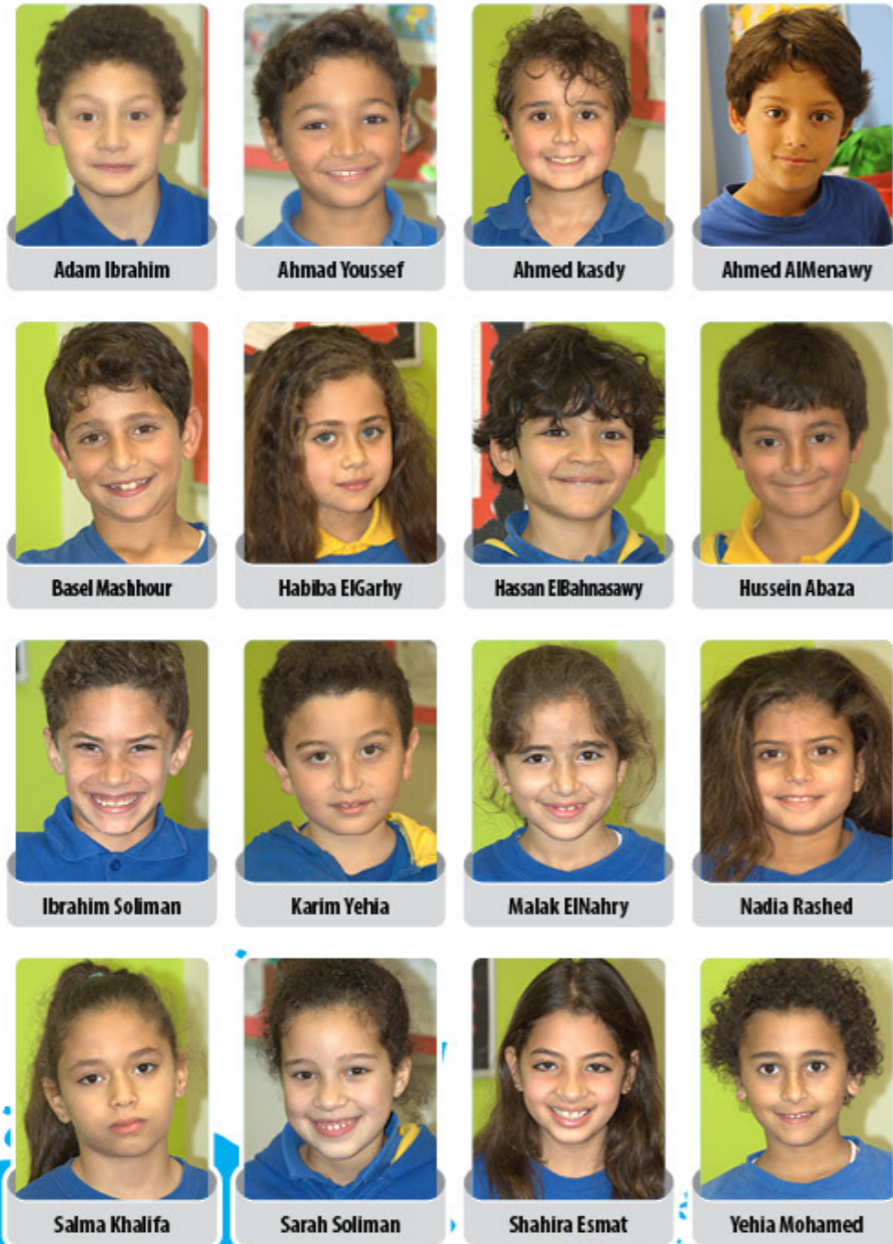 Adam Ibrahim
Ahmad Youssef
Ahmed kasdy
Ahmed AlMenawy
Basel Mashhour
Habiba ElGarhy
Hassan ElBahnasawy
Hussein Abaza
Ibrahim Soliman
Karim Yehia
Malak ElNahry
Nadia Rashed
Salma Khalifa
Sarah Soliman
Shahira Esmat
Yehia Mohamed